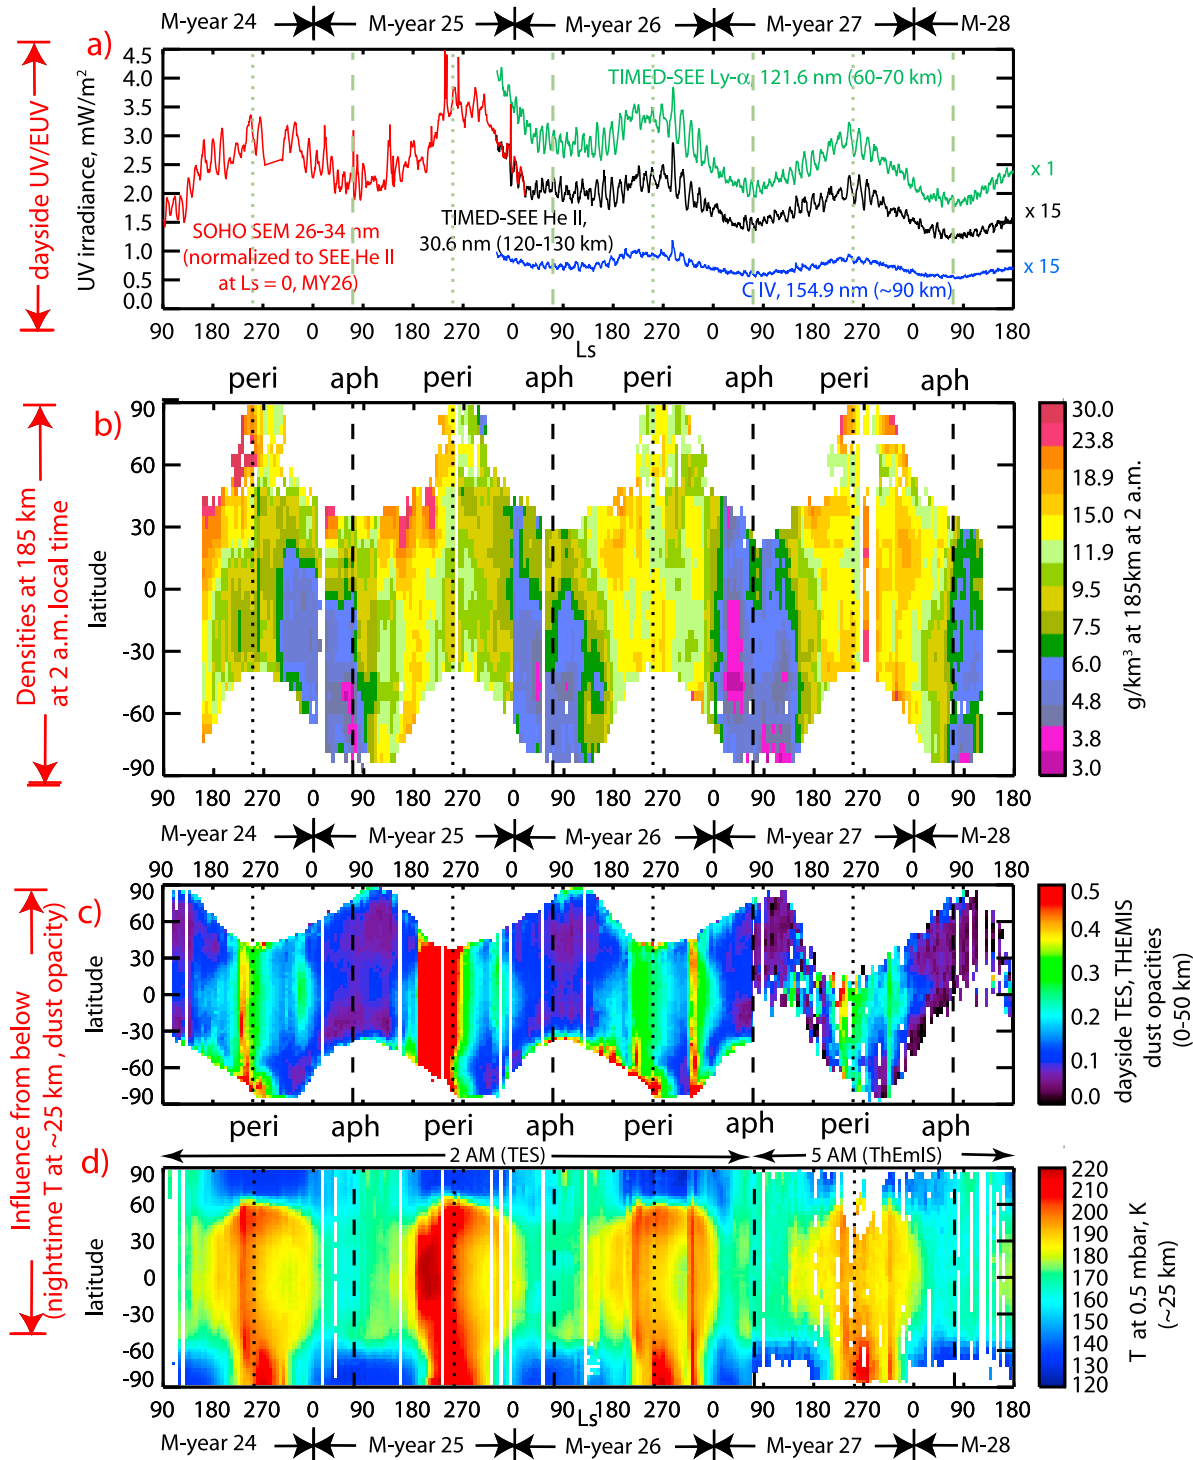 M-year 24 M-year 25 M-year 26 M-year 27 M-28
a)
dayside UV/EUV
UV irradiance, mW/m²
4.5
4.0
3.5
3.0
2.5
2.0
1.5
1.0
0.5
0.0
TIMED-SEE Ly-α 121.6 nm (60-70 km)
x 1
x 15
x 15
SOHO SEM 26-34 nm
(normalized to SEE He II
at Ls = 0, MY26)
TIMED-SEE He II,
30.6 nm (120-130 km)
C IV, 154.9 nm (~90 km)
90 180 270 0 90 180 270 0 90 180 270 0 90 180 270 0 90 180
Ls
peri aph peri aph peri aph peri aph
b)
Densities at 185 km
at 2 a.m. local time
latitude
90
60
30
0
-30
-60
-90
30.0
23.8
18.9
15.0
11.9
9.5
7.5
6.0
4.8
3.8
3.0
g/km³ at 185km at 2 a.m.
90 180 270 0 90 180 270 0 90 180 270 0 90 180 270 0 90 180
M-year 24 M-year 25 M-year 26 M-year 27 M-28
90 180 270 0 90 180 270 0 90 180 270 0 90 180 270 0 90 180
c)
Influence from below
(nighttime T at ~25 km , dust opacity)
latitude
90
60
30
0
-30
-60
-90
0.5
0.4
0.3
0.2
0.1
0.0
dayside TES, THEMIS
dust opacities
(0-50 km)
peri aph peri aph peri aph peri aph
d)
2 AM (TES) 5 AM (ThEmIS)
latitude
90
60
30
0
-30
-60
-90
220
210
200
190
180
170
160
150
140
130
120
T at 0.5 mbar, K
(~25 km)
90 180 270 0 90 180 270 0 90 180 270 0 90 180 270 0 90 180
Ls
M-year 24 M-year 25 M-year 26 M-year 27 M-28